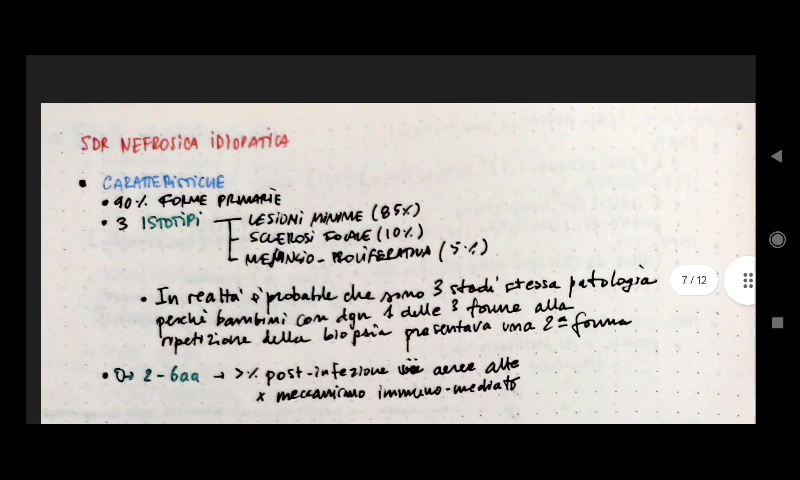 SDR NEFROSICA IDIOPATICA
• CARATTERISTICHE
• 90% FORME PRIMARIE
• 3 ISTOTIPI
LESIONI MINIME (85%)
SCLEROSI FOCALE (10%)
MESANGIO-PROLIFERATIVA (5%)
• In realtà è probabile che siano 3 stadi stessa patologia
perché bambini con dgn 1 delle 3 forme alla
ripetizione della biopsia presentava una 2ª forma
• 2-6aa → >% post-infezione vie aeree alte
x meccanismo immuno-mediato
7 / 12